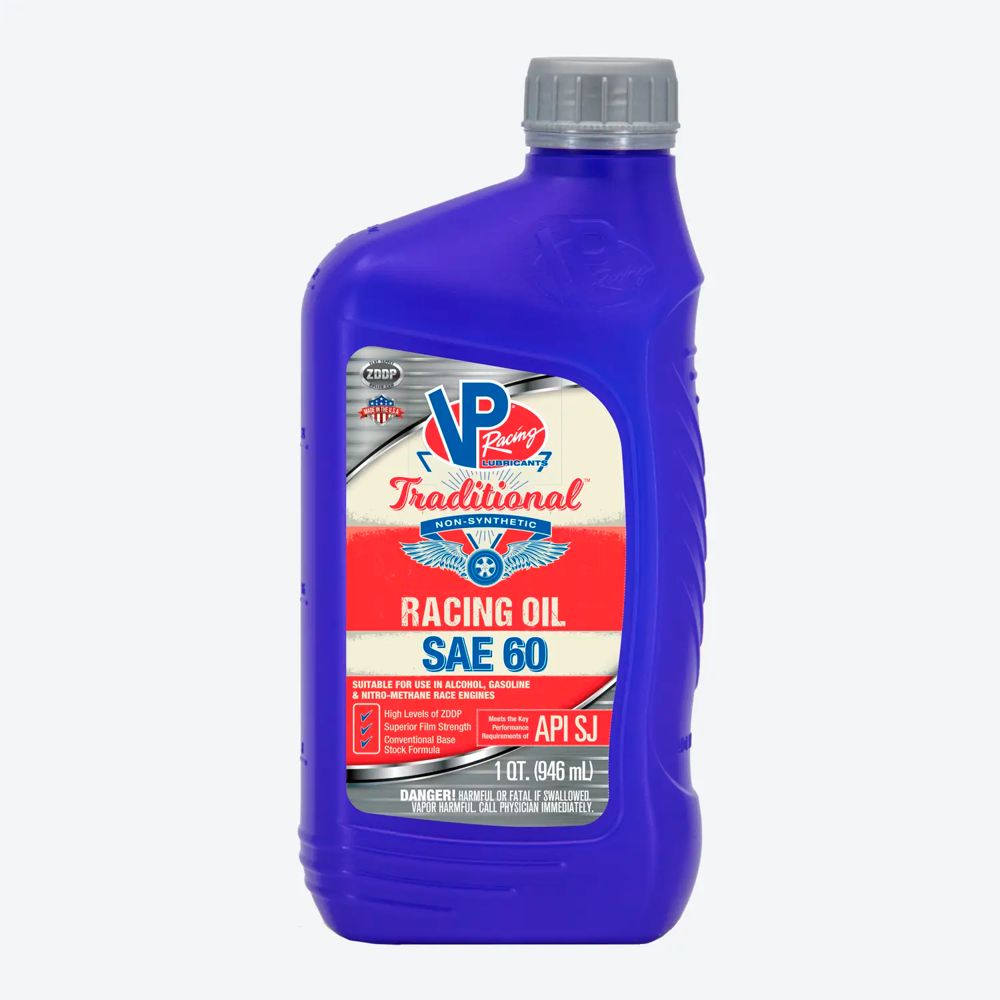 VP Racing
ZDDP
MADE IN THE U.S.A
VP Racing
LUBRICANTS
Traditional™
NON-SYNTHETIC
RACING OIL
SAE 60
SUITABLE FOR USE IN ALCOHOL, GASOLINE
& NITRO-METHANE RACE ENGINES
High Levels of ZDDP
Superior Film Strength
Conventional Base
Stock Formula
Meets the Key
Performance
Requirements of
API SJ
1 QT. (946 mL)
DANGER! HARMFUL OR FATAL IF SWALLOWED.
VAPOR HARMFUL. CALL PHYSICIAN IMMEDIATELY.